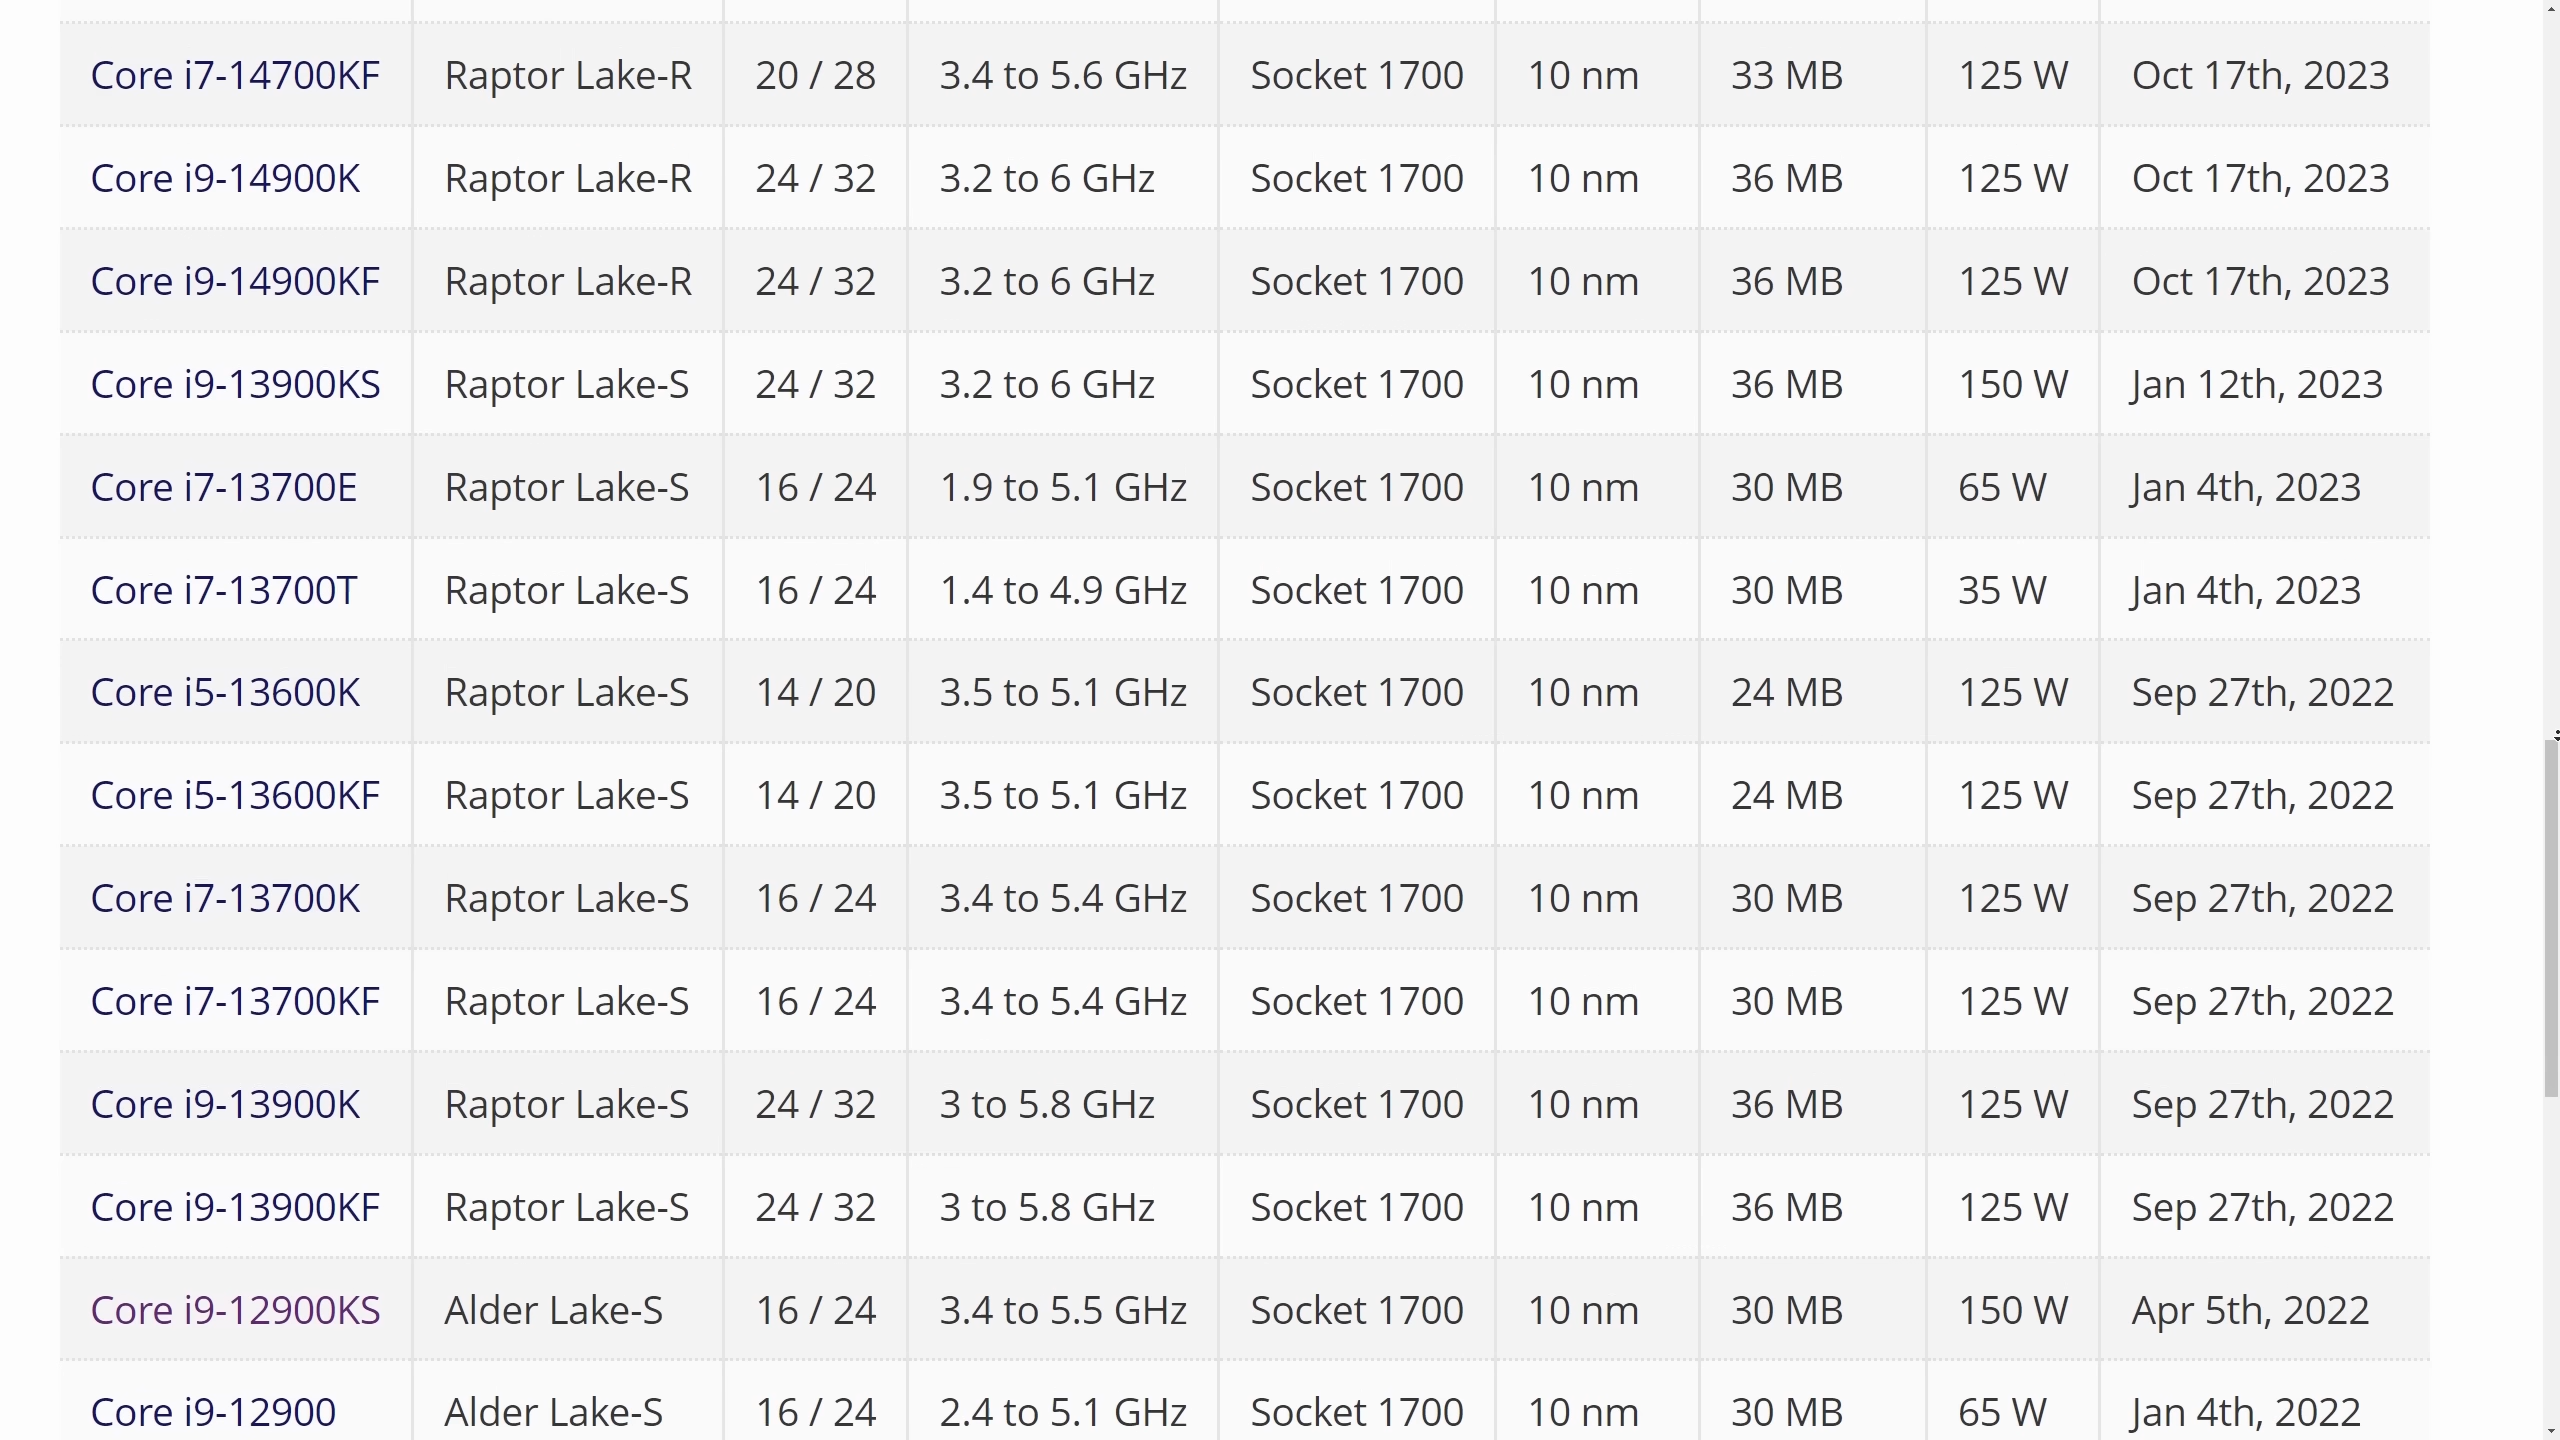 Core i7-14700KF Raptor Lake-R 20 / 28 3.4 to 5.6 GHz Socket 1700 10 nm 33 MB 125 W Oct 17th, 2023
Core i9-14900K Raptor Lake-R 24 / 32 3.2 to 6 GHz Socket 1700 10 nm 36 MB 125 W Oct 17th, 2023
Core i9-14900KF Raptor Lake-R 24 / 32 3.2 to 6 GHz Socket 1700 10 nm 36 MB 125 W Oct 17th, 2023
Core i9-13900KS Raptor Lake-S 24 / 32 3.2 to 6 GHz Socket 1700 10 nm 36 MB 150 W Jan 12th, 2023
Core i7-13700E Raptor Lake-S 16 / 24 1.9 to 5.1 GHz Socket 1700 10 nm 30 MB 65 W Jan 4th, 2023
Core i7-13700T Raptor Lake-S 16 / 24 1.4 to 4.9 GHz Socket 1700 10 nm 30 MB 35 W Jan 4th, 2023
Core i5-13600K Raptor Lake-S 14 / 20 3.5 to 5.1 GHz Socket 1700 10 nm 24 MB 125 W Sep 27th, 2022
Core i5-13600KF Raptor Lake-S 14 / 20 3.5 to 5.1 GHz Socket 1700 10 nm 24 MB 125 W Sep 27th, 2022
Core i7-13700K Raptor Lake-S 16 / 24 3.4 to 5.4 GHz Socket 1700 10 nm 30 MB 125 W Sep 27th, 2022
Core i7-13700KF Raptor Lake-S 16 / 24 3.4 to 5.4 GHz Socket 1700 10 nm 30 MB 125 W Sep 27th, 2022
Core i9-13900K Raptor Lake-S 24 / 32 3 to 5.8 GHz Socket 1700 10 nm 36 MB 125 W Sep 27th, 2022
Core i9-13900KF Raptor Lake-S 24 / 32 3 to 5.8 GHz Socket 1700 10 nm 36 MB 125 W Sep 27th, 2022
Core i9-12900KS Alder Lake-S 16 / 24 3.4 to 5.5 GHz Socket 1700 10 nm 30 MB 150 W Apr 5th, 2022
Core i9-12900 Alder Lake-S 16 / 24 2.4 to 5.1 GHz Socket 1700 10 nm 30 MB 65 W Jan 4th, 2022